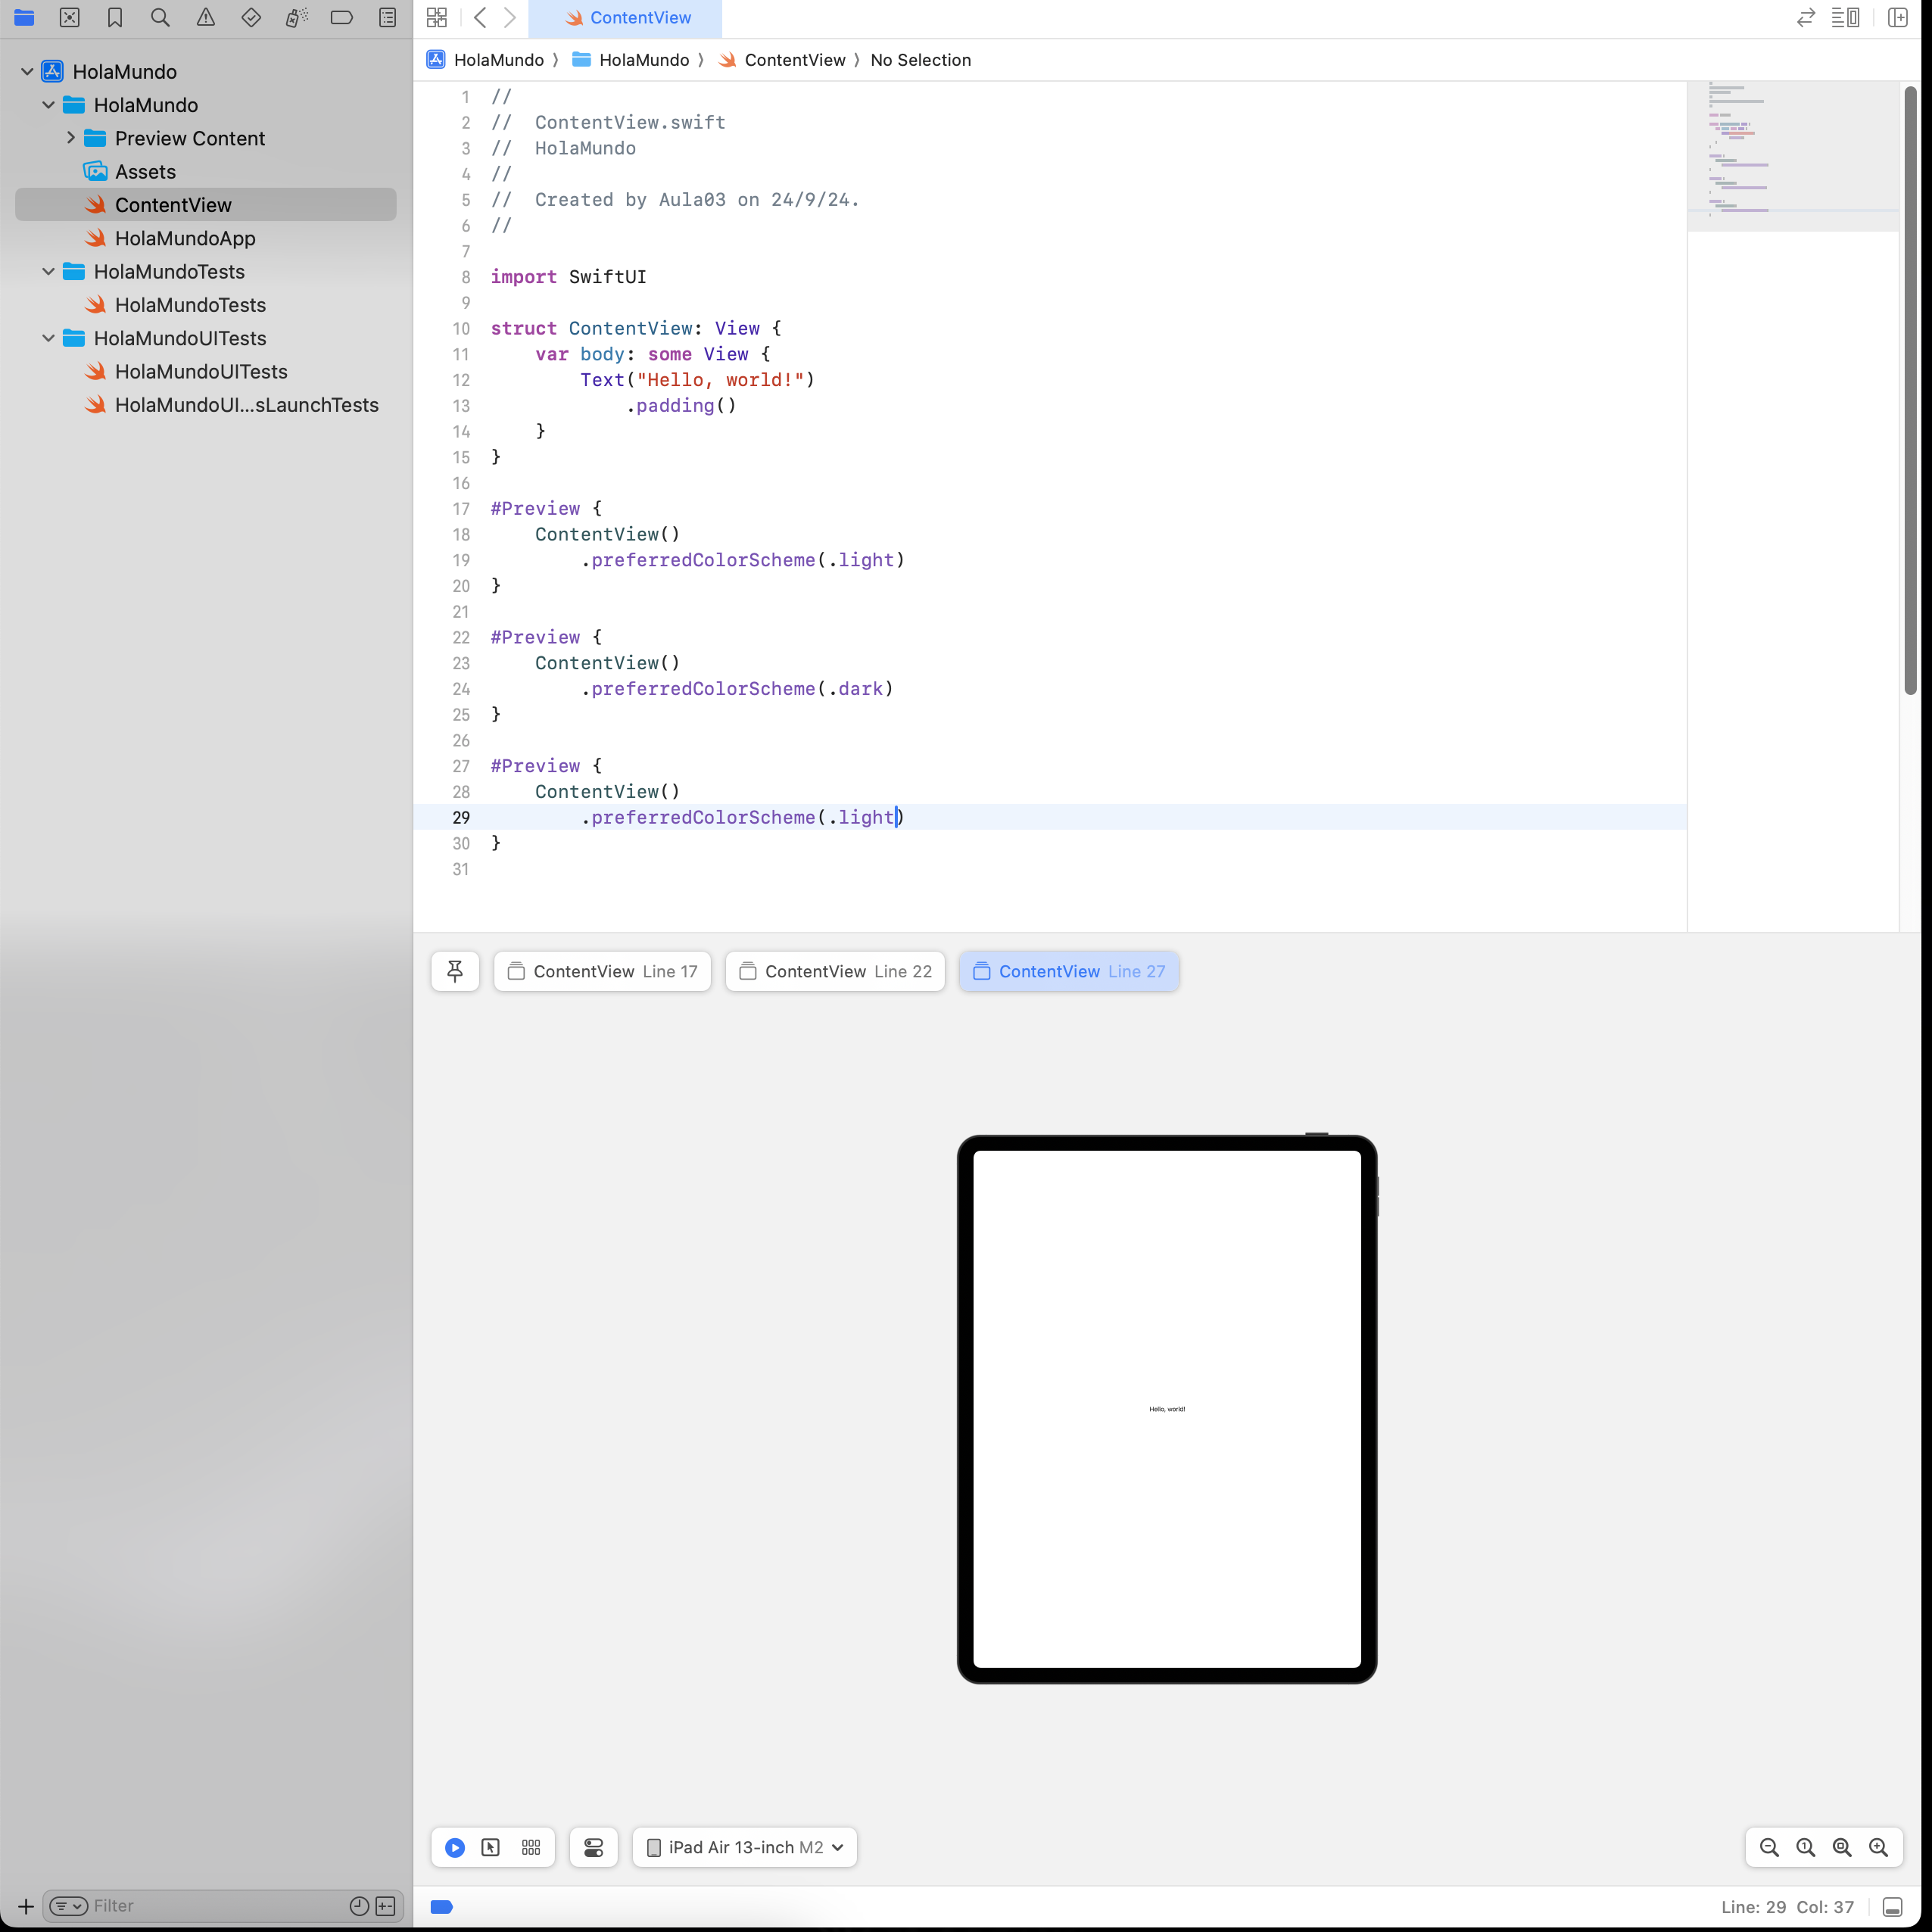 HolaMundo
HolaMundo
Preview Content
Assets
ContentView
HolaMundoApp
HolaMundoTests
HolaMundoTests
HolaMundoUITests
HolaMundoUITests
HolaMundoUI...sLaunchTests
Filter
ContentView
HolaMundo 〉 HolaMundo 〉 ContentView 〉 No Selection
1 //
2 //  ContentView.swift
3 //  HolaMundo
4 //
5 //  Created by Aula03 on 24/9/24.
6 //
7
8 import SwiftUI
9
10 struct ContentView: View {
11     var body: some View {
12         Text("Hello, world!")
13             .padding()
14     }
15 }
16
17 #Preview {
18     ContentView()
19         .preferredColorScheme(.light)
20 }
21
22 #Preview {
23     ContentView()
24         .preferredColorScheme(.dark)
25 }
26
27 #Preview {
28     ContentView()
29         .preferredColorScheme(.light)
30 }
31
ContentView Line 17 ContentView Line 22 ContentView Line 27
Hello, world!
iPad Air 13-inch M2
Line: 29 Col: 37